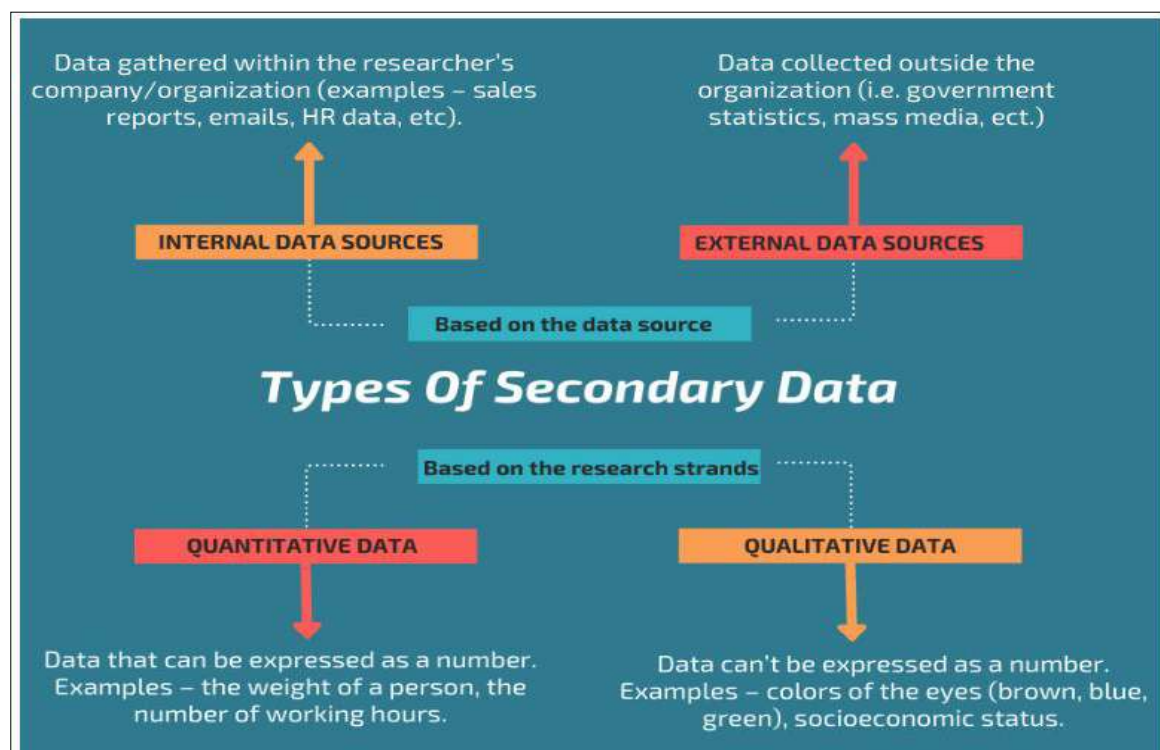 Data gathered within the researcher's
company/organization (examples – sales
reports, emails, HR data, etc).
Data collected outside the
organization (i.e. government
statistics, mass media, ect.)
INTERNAL DATA SOURCES
EXTERNAL DATA SOURCES
Based on the data source
Types Of Secondary Data
Based on the research strands
QUANTITATIVE DATA
QUALITATIVE DATA
Data that can be expressed as a number.
Examples – the weight of a person, the
number of working hours.
Data can't be expressed as a number.
Examples – colors of the eyes (brown, blue,
green), socioeconomic status.